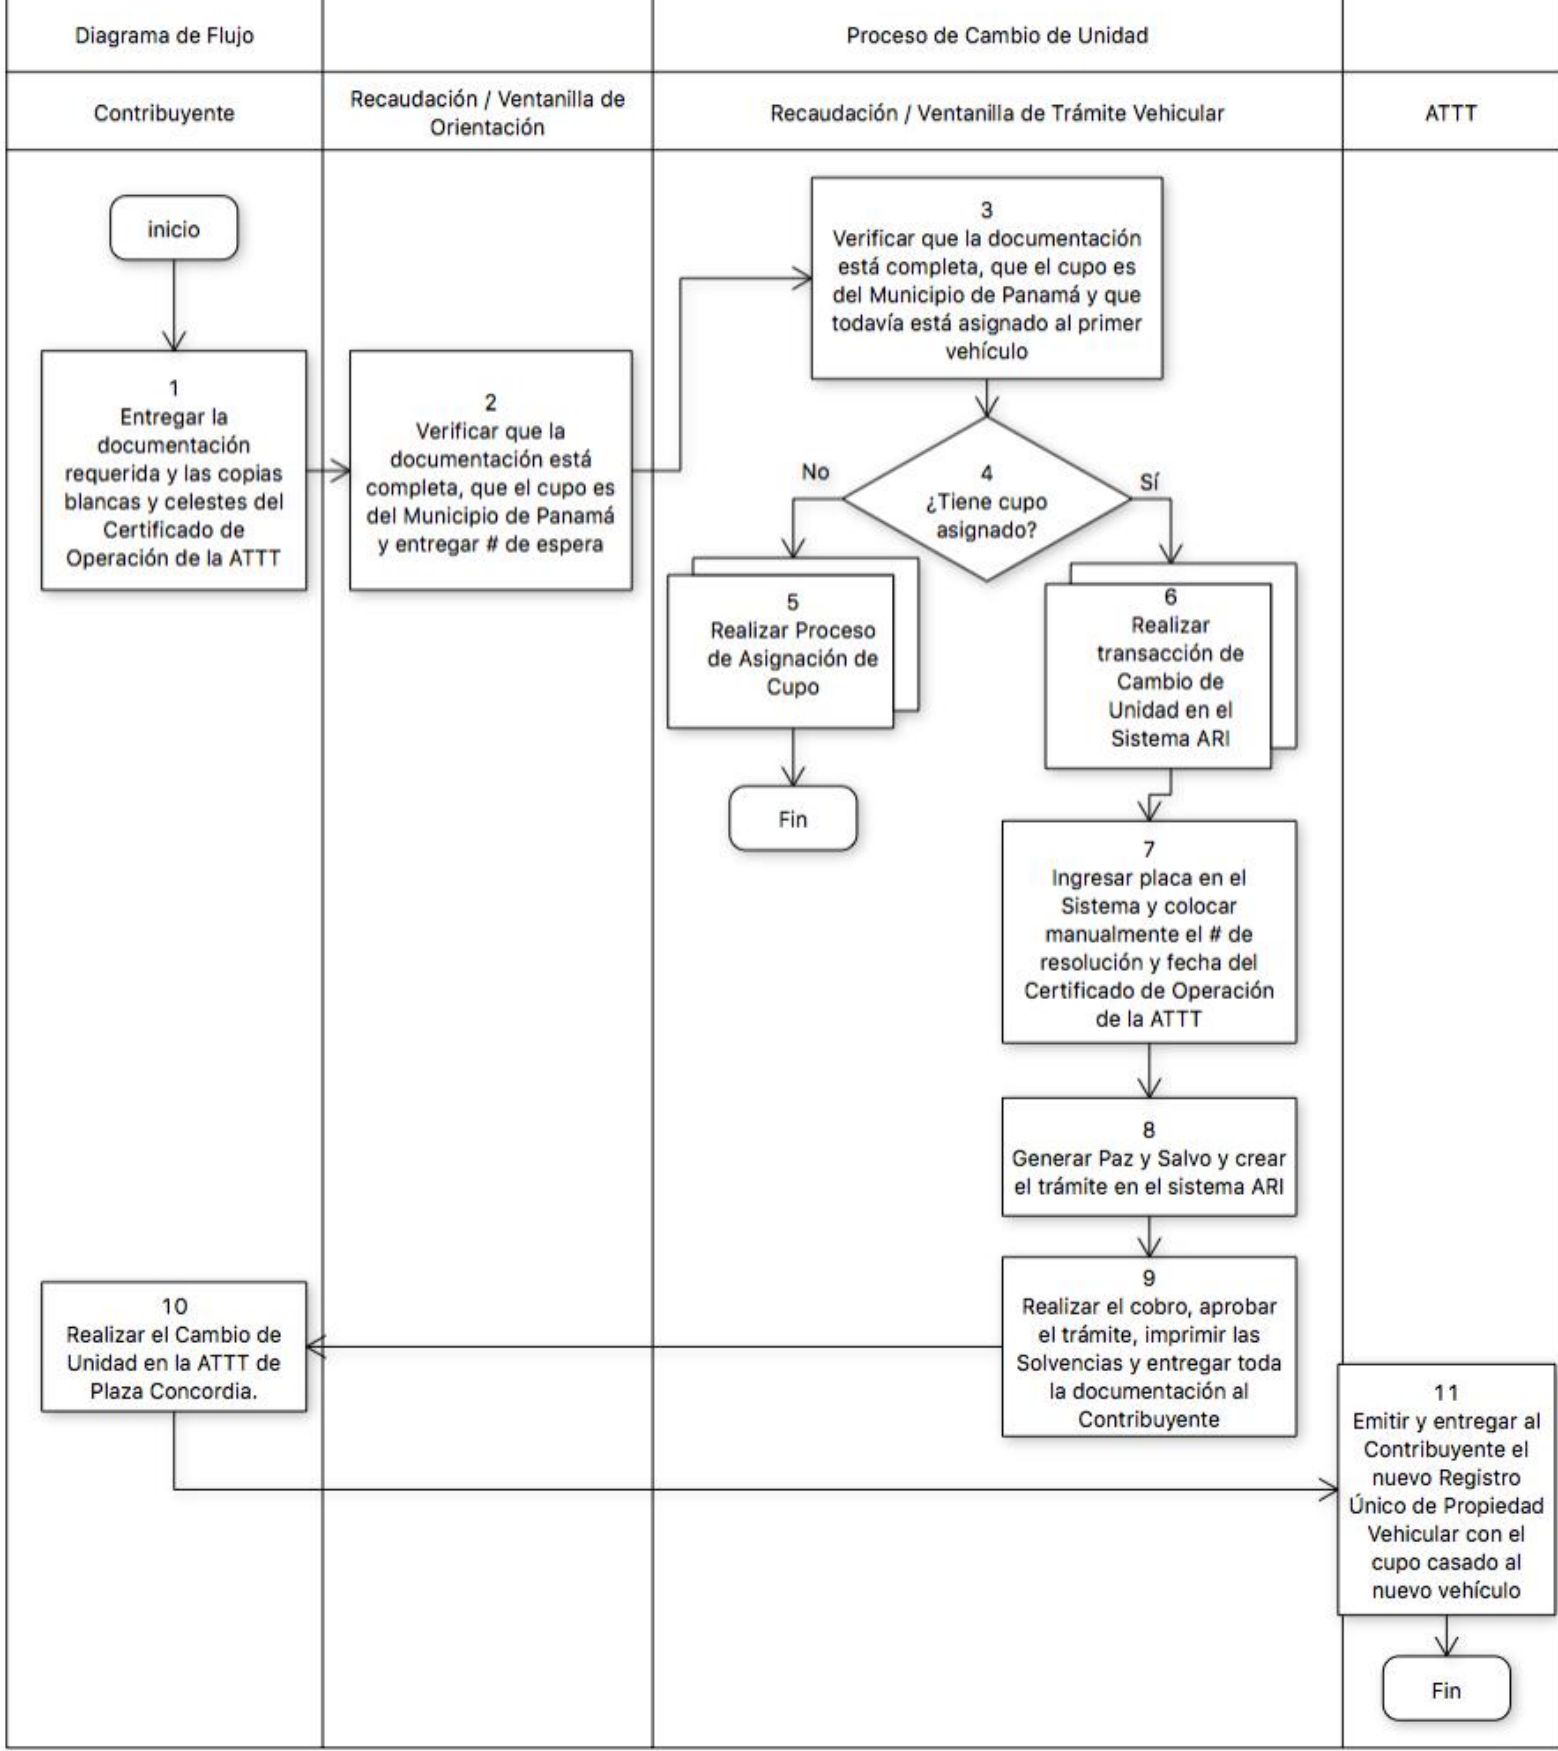 Diagrama de Flujo
Proceso de Cambio de Unidad
Contribuyente
Recaudación / Ventanilla de
Orientación
Recaudación / Ventanilla de Trámite Vehicular
ATTT
inicio
1
Entregar la
documentación
requerida y las copias
blancas y celestes del
Certificado de
Operación de la ATTT
2
Verificar que la
documentación está
completa, que el cupo es
del Municipio de Panamá
y entregar # de espera
3
Verificar que la documentación
está completa, que el cupo es
del Municipio de Panamá y que
todavía está asignado al primer
vehículo
4
¿Tiene cupo
asignado?
No
Sí
5
Realizar Proceso
de Asignación de
Cupo
Fin
6
Realizar
transacción de
Cambio de
Unidad en el
Sistema ARI
7
Ingresar placa en el
Sistema y colocar
manualmente el # de
resolución y fecha del
Certificado de Operación
de la ATTT
8
Generar Paz y Salvo y crear
el trámite en el sistema ARI
9
Realizar el cobro, aprobar
el trámite, imprimir las
Solvencias y entregar toda
la documentación al
Contribuyente
10
Realizar el Cambio de
Unidad en la ATTT de
Plaza Concordia.
11
Emitir y entregar al
Contribuyente el
nuevo Registro
Único de Propiedad
Vehicular con el
cupo casado al
nuevo vehículo
Fin